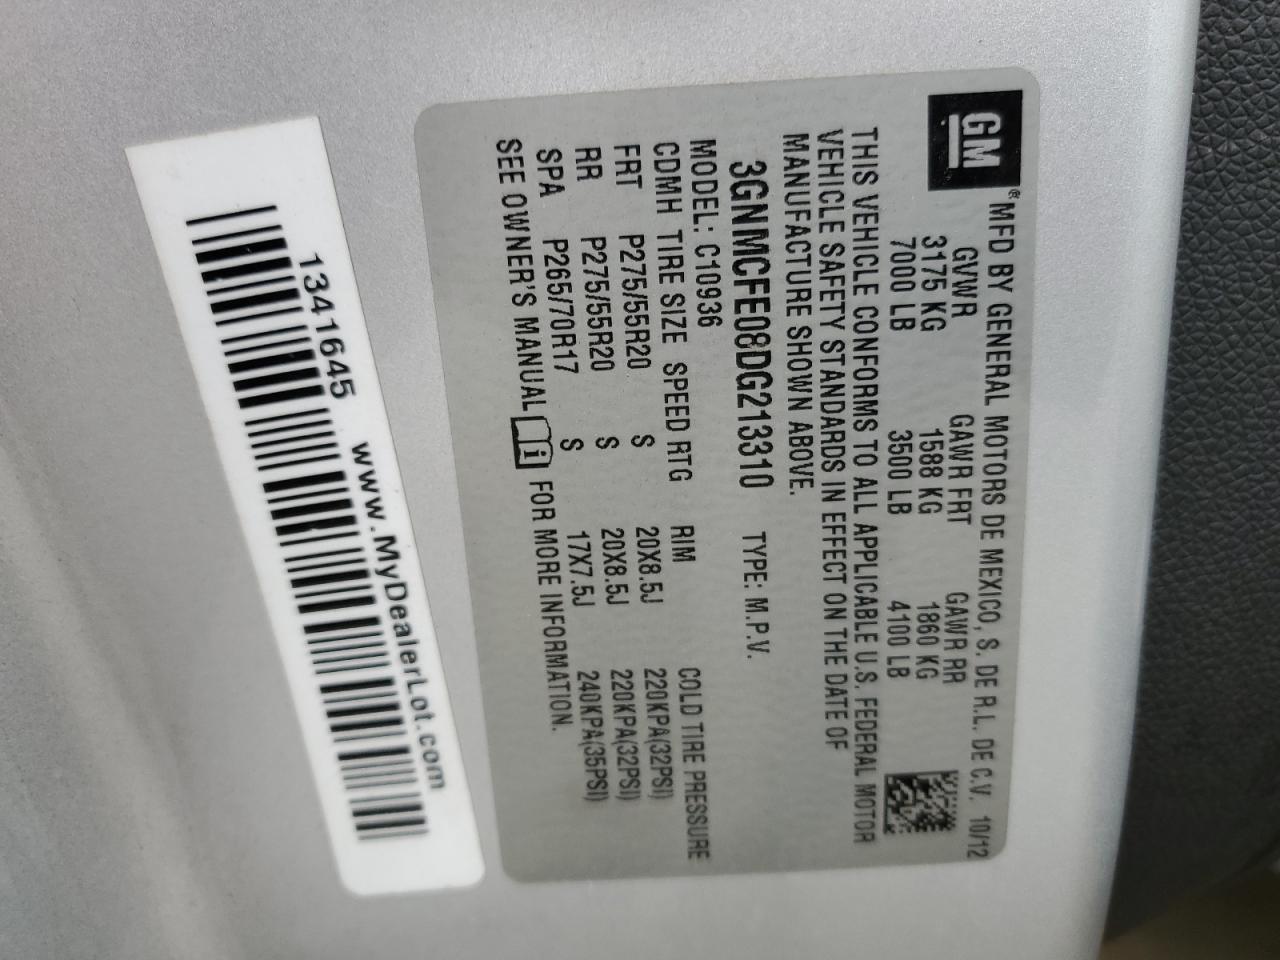 GM
®MFD BY GENERAL MOTORS DE MEXICO, S. DE R.L. DE C.V. 10/12
GVWR GAWR FRT GAWR RR
3175 KG 1588 KG 1860 KG
7000 LB 3500 LB 4100 LB
THIS VEHICLE CONFORMS TO ALL APPLICABLE U.S. FEDERAL MOTOR
VEHICLE SAFETY STANDARDS IN EFFECT ON THE DATE OF
MANUFACTURE SHOWN ABOVE.
3GNMCFE08DG213310 TYPE: M.P.V.
MODEL: C10936
CDMH TIRE SIZE SPEED RTG RIM COLD TIRE PRESSURE
FRT P275/55R20 S 20X8.5J 220KPA(32PSI)
RR P275/55R20 S 20X8.5J 220KPA(32PSI)
SPA P265/70R17 S 17X7.5J 240KPA(35PSI)
SEE OWNER'S MANUAL i FOR MORE INFORMATION.
1341645 www.MyDealerLot.com